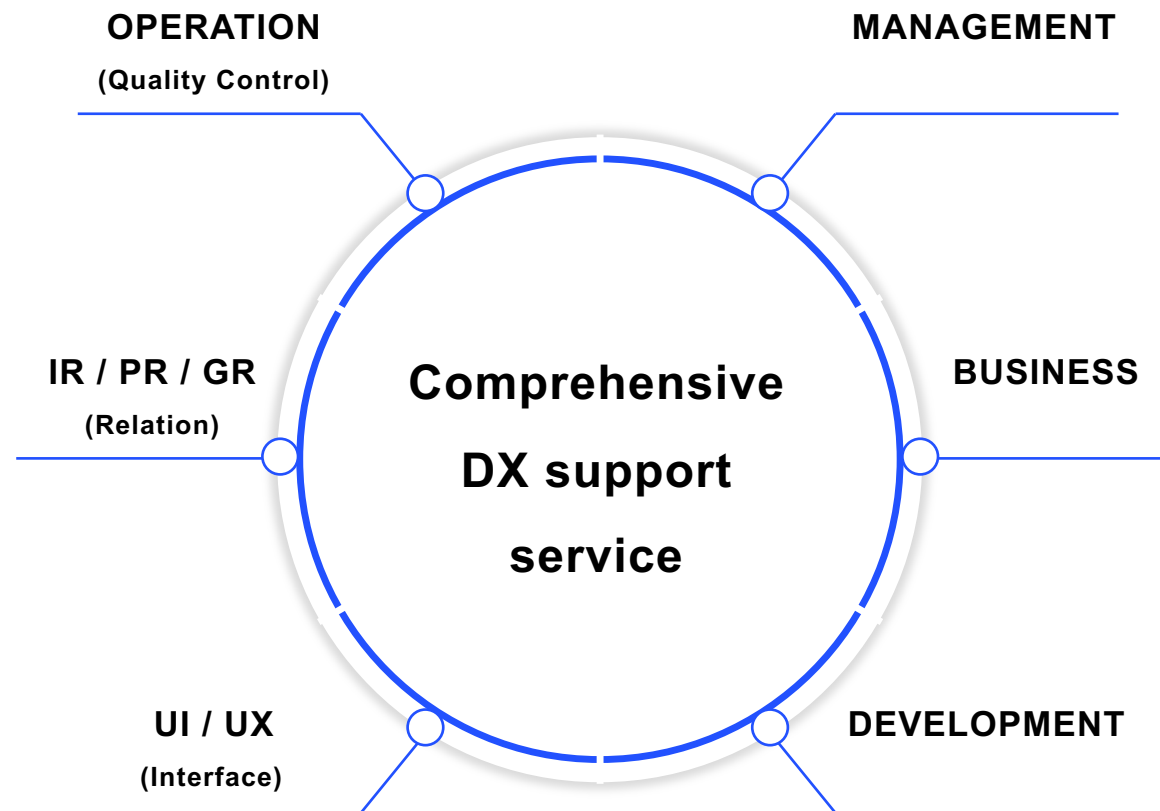 OPERATION
(Quality Control)
MANAGEMENT
IR / PR / GR
(Relation)
Comprehensive
DX support
service
BUSINESS
UI / UX
(Interface)
DEVELOPMENT